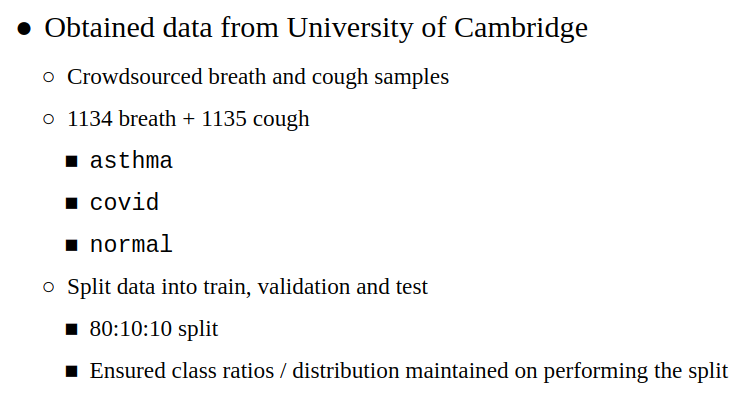 ● Obtained data from University of Cambridge
○ Crowdsourced breath and cough samples
○ 1134 breath + 1135 cough
■ asthma
■ covid
■ normal
○ Split data into train, validation and test
■ 80:10:10 split
■ Ensured class ratios / distribution maintained on performing the split